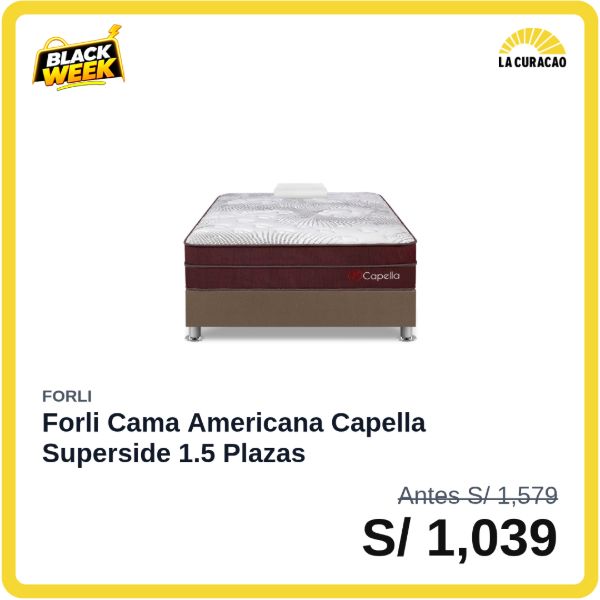 BLACK
WEEK
LA CURACAO
Capella
FORLI
Forli Cama Americana Capella
Superside 1.5 Plazas
Antes S/ 1,579
S/ 1,039